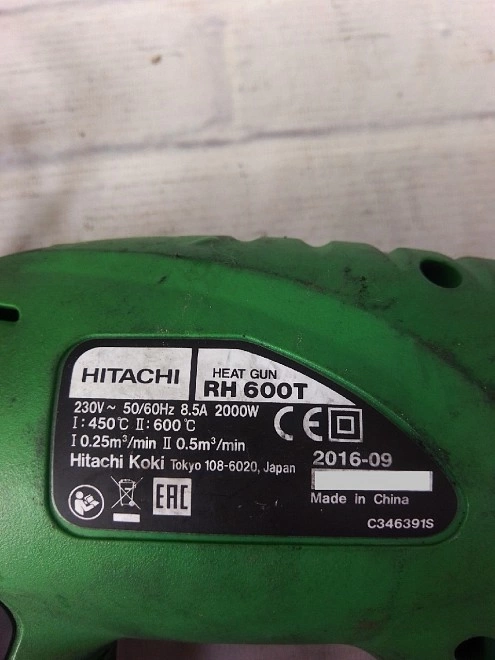 HITACHI
HEAT GUN
RH 600T
230V~ 50/60Hz 8.5A 2000W
I:450℃ II:600℃
I 0.25m³/min II 0.5m³/min
Hitachi Koki Tokyo 108-6020, Japan
CE
2016-09
EAC
Made in China
C346391S